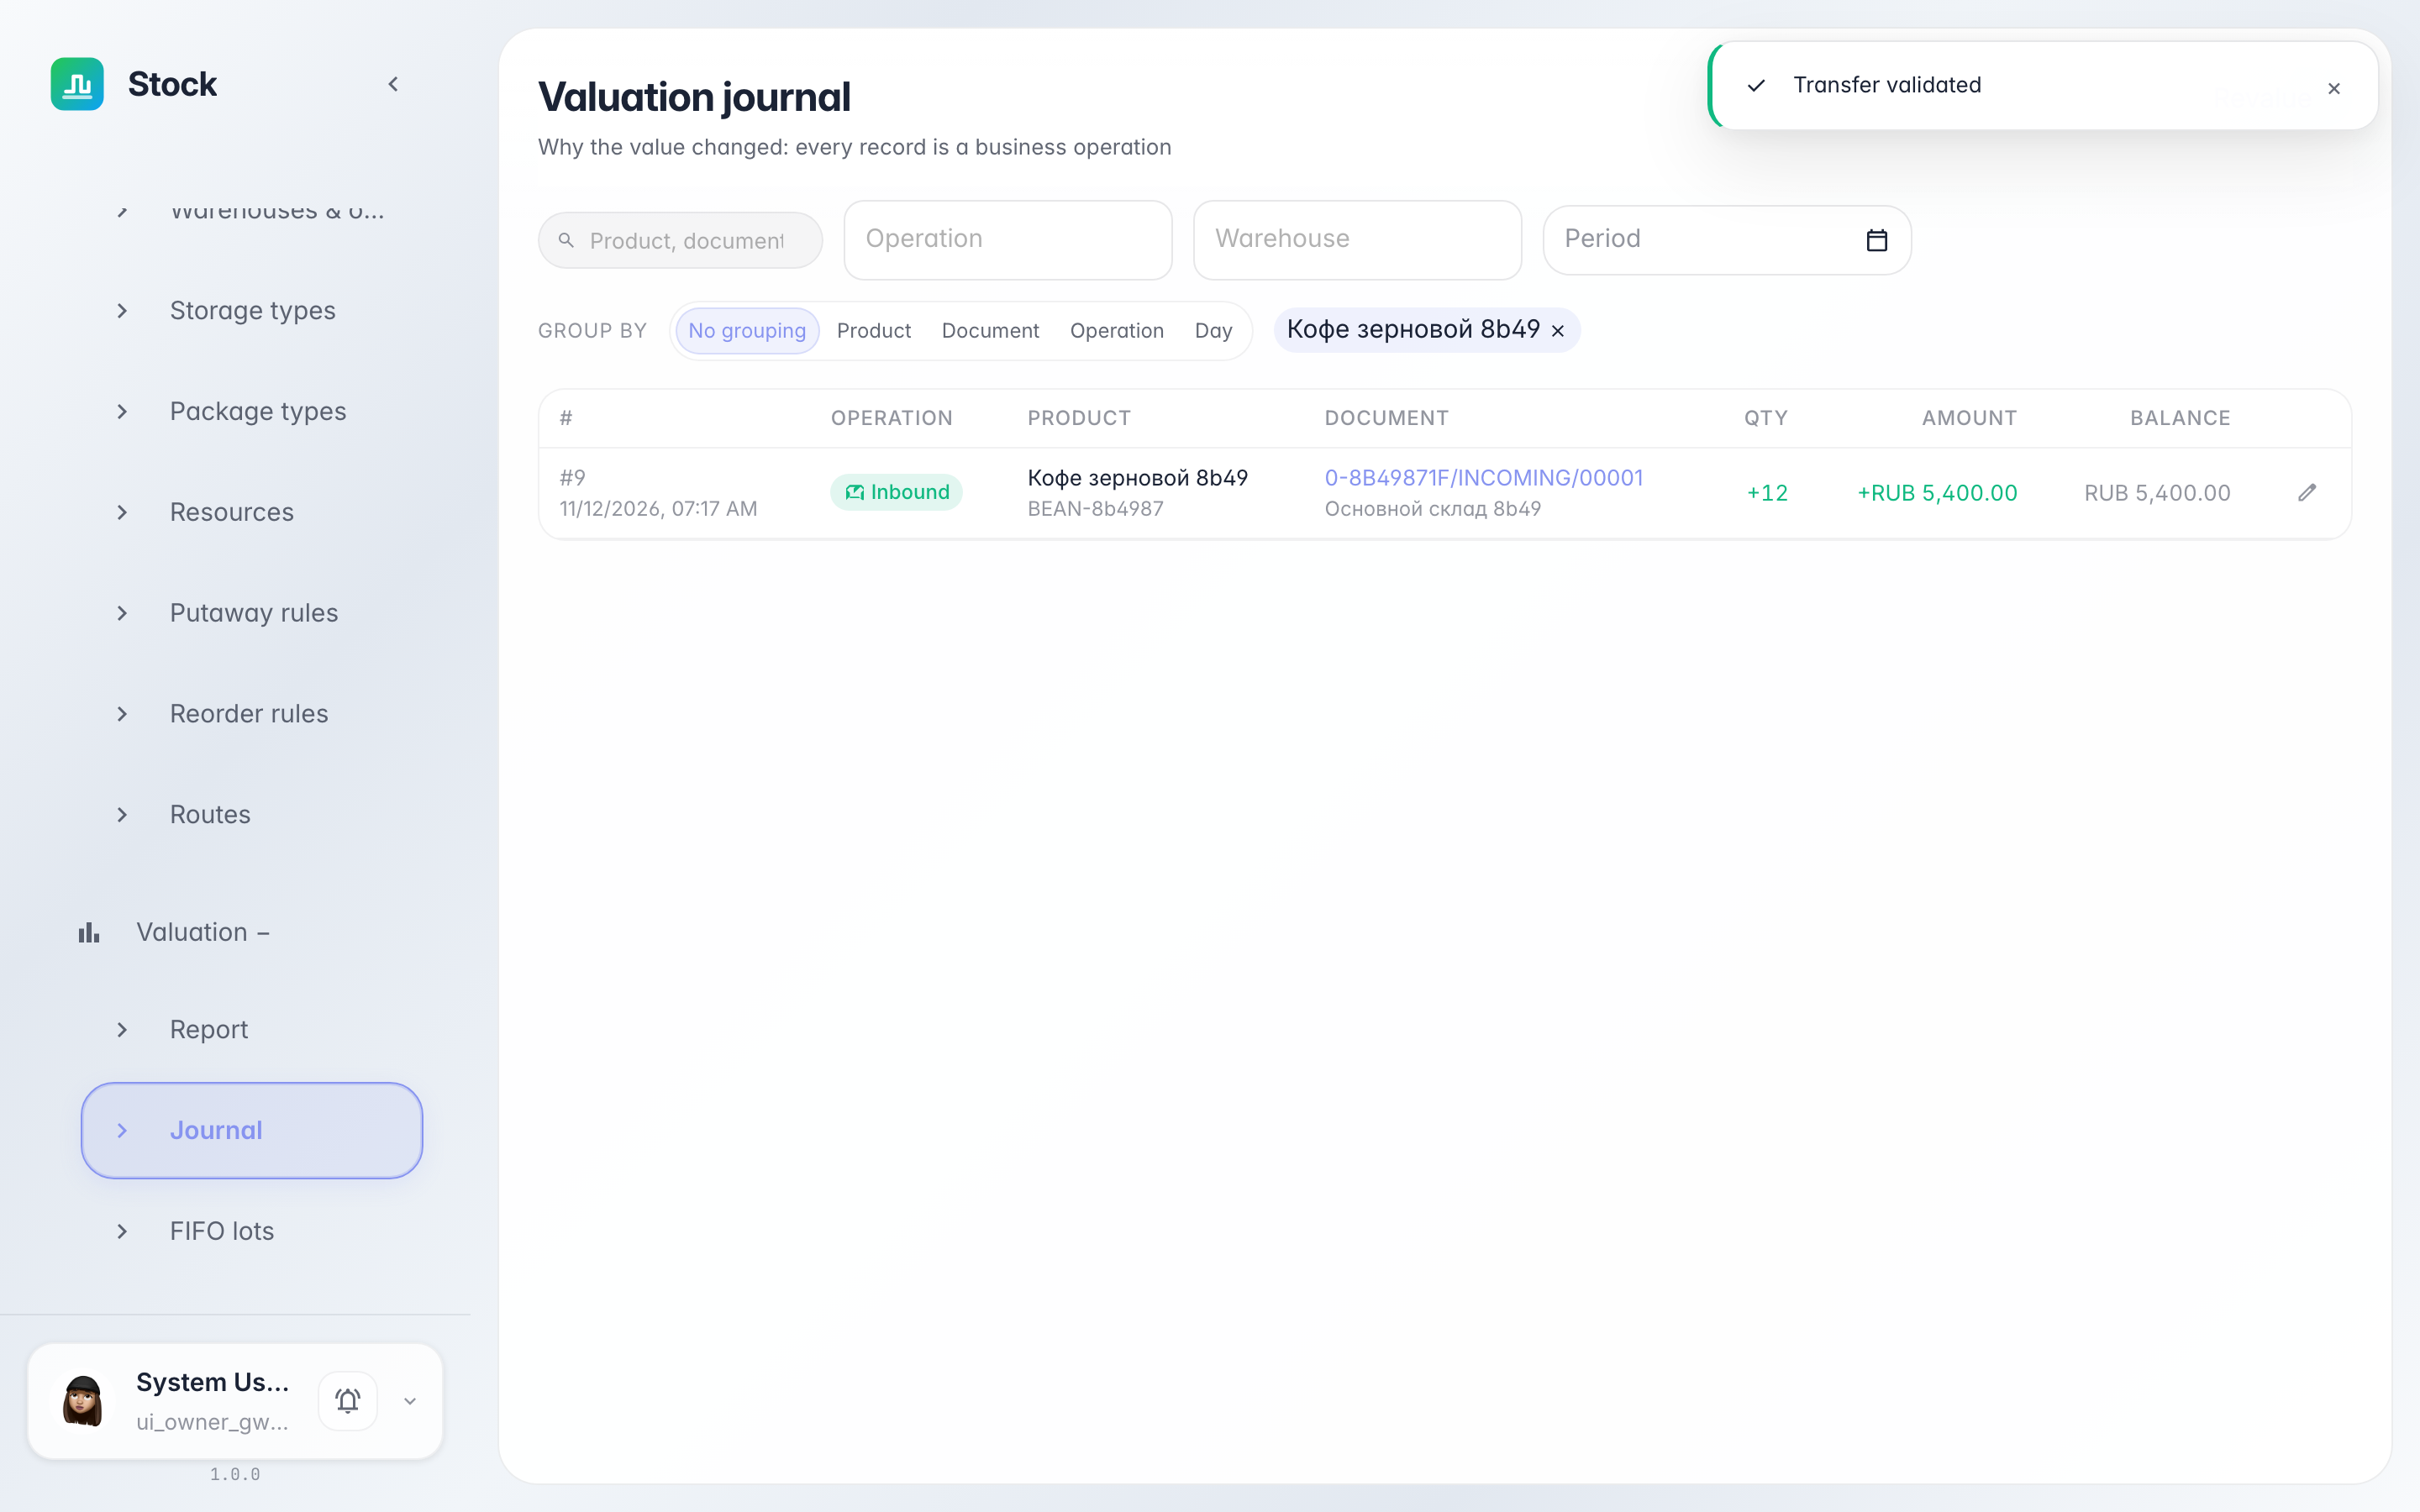 Stock
Warehouses & o...
Storage types
Package types
Resources
Putaway rules
Reorder rules
Routes
Valuation –
Report
Journal
FIFO lots
System Us...
ui_owner_gw...
1.0.0
Valuation journal
Why the value changed: every record is a business operation
Transfer validated
Product, document
Operation
Warehouse
Period
GROUP BY
No grouping
Product
Document
Operation
Day
Кофе зерновой 8b49 ×
# OPERATION PRODUCT DOCUMENT QTY AMOUNT BALANCE
#9
11/12/2026, 07:17 AM
Inbound
Кофе зерновой 8b49
BEAN-8b4987
0-8B49871F/INCOMING/00001
Основной склад 8b49
+12
+RUB 5,400.00
RUB 5,400.00